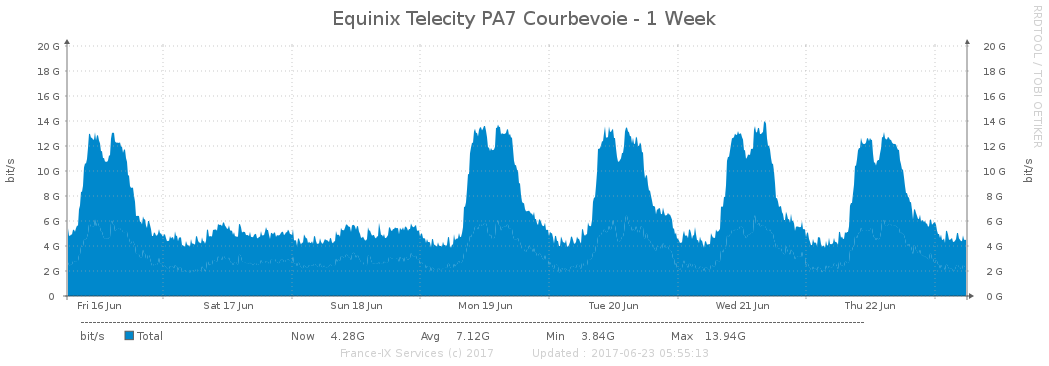 Equinix Telecity PA7 Courbevoie - 1 Week
RRDTOOL / TOBI OETIKER
bit/s
20 G 20 G
18 G 18 G
16 G 16 G
14 G 14 G
12 G 12 G
10 G 10 G
8 G 8 G
6 G 6 G
4 G 4 G
2 G 2 G
0 0 G
bit/s
Fri 16 Jun Sat 17 Jun Sun 18 Jun Mon 19 Jun Tue 20 Jun Wed 21 Jun Thu 22 Jun
bit/s Total Now 4.28G Avg 7.12G Min 3.84G Max 13.94G
France-IX Services (c) 2017 Updated : 2017-06-23 05:55:13